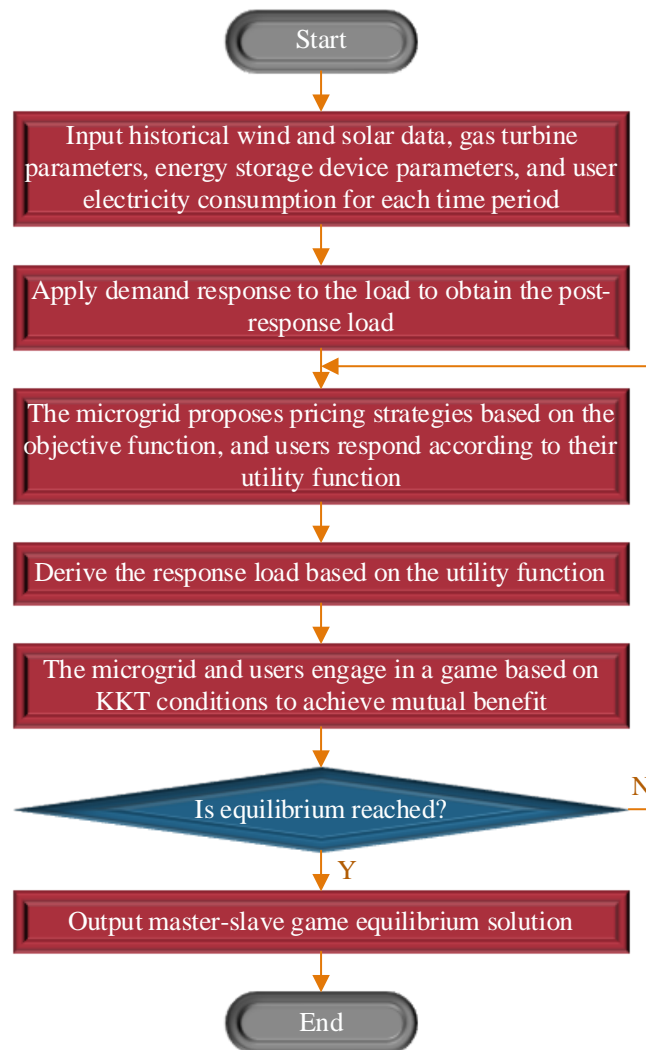 Start
Input historical wind and solar data, gas turbine
parameters, energy storage device parameters, and user
electricity consumption for each time period
Apply demand response to the load to obtain the post-
response load
The microgrid proposes pricing strategies based on the
objective function, and users respond according to their
utility function
Derive the response load based on the utility function
The microgrid and users engage in a game based on
KKT conditions to achieve mutual benefit
Is equilibrium reached?
N
Y
Output master-slave game equilibrium solution
End